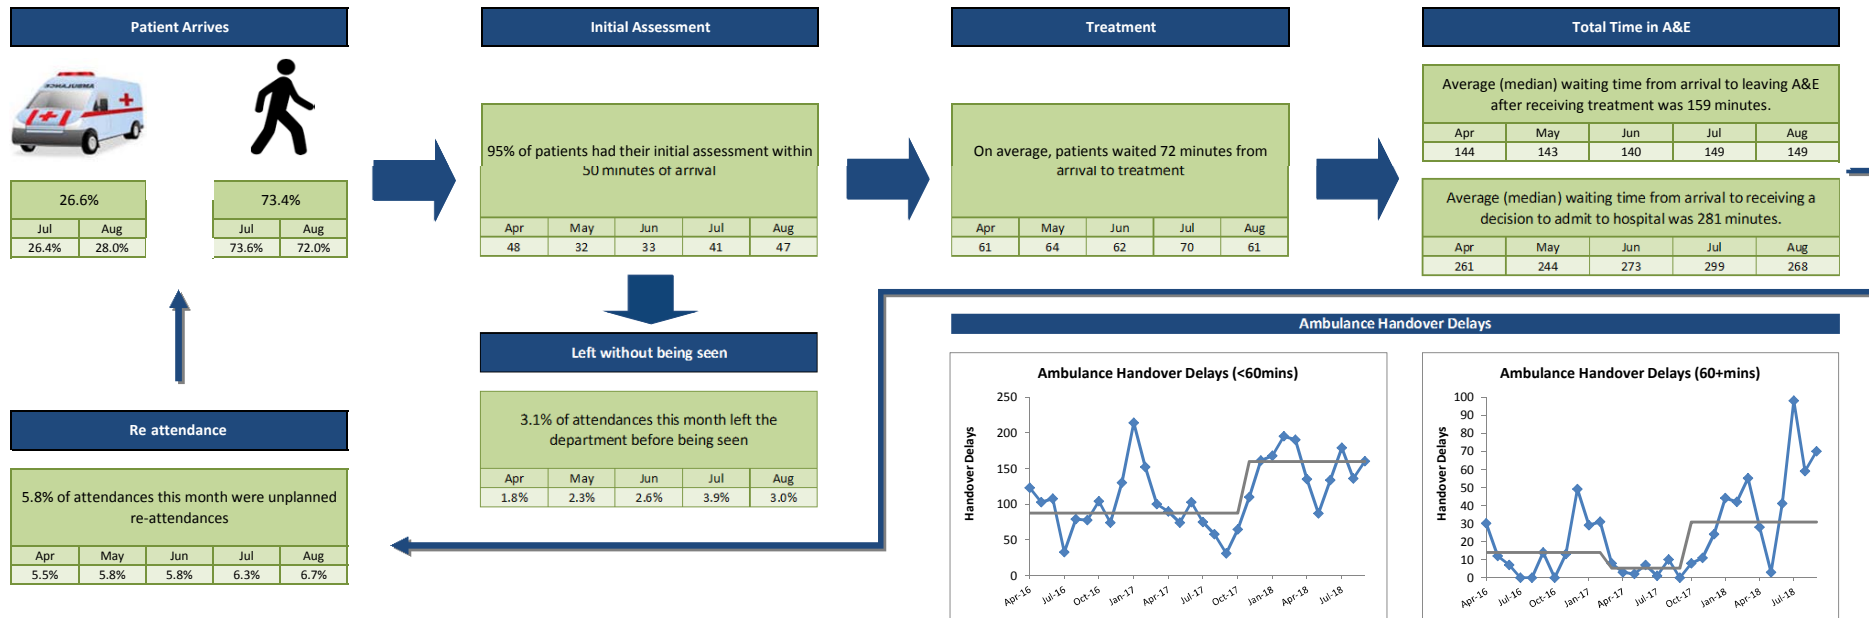 Patient Arrives
AMBULANCE
26.6%
Jul Aug
26.4% 28.0%
73.4%
Jul Aug
73.6% 72.0%
Initial Assessment
95% of patients had their initial assessment within
50 minutes of arrival
Apr May Jun Jul Aug
48 32 33 41 47
Treatment
On average, patients waited 72 minutes from
arrival to treatment
Apr May Jun Jul Aug
61 64 62 70 61
Total Time in A&E
Average (median) waiting time from arrival to leaving A&E
after receiving treatment was 159 minutes.
Apr May Jun Jul Aug
144 143 140 149 149
Average (median) waiting time from arrival to receiving a
decision to admit to hospital was 281 minutes.
Apr May Jun Jul Aug
261 244 273 299 268
Left without being seen
3.1% of attendances this month left the
department before being seen
Apr May Jun Jul Aug
1.8% 2.3% 2.6% 3.9% 3.0%
Re attendance
5.8% of attendances this month were unplanned
re-attendances
Apr May Jun Jul Aug
5.5% 5.8% 5.8% 6.3% 6.7%
Ambulance Handover Delays
Ambulance Handover Delays (<60mins)
Handover Delays
250
200
150
100
50
0
Apr-16 Jul-16 Oct-16 Jan-17 Apr-17 Jul-17 Oct-17 Jan-18 Apr-18 Jul-18
Ambulance Handover Delays (60+mins)
Handover Delays
100
90
80
70
60
50
40
30
20
10
0
Apr-16 Jul-16 Oct-16 Jan-17 Apr-17 Jul-17 Oct-17 Jan-18 Apr-18 Jul-18